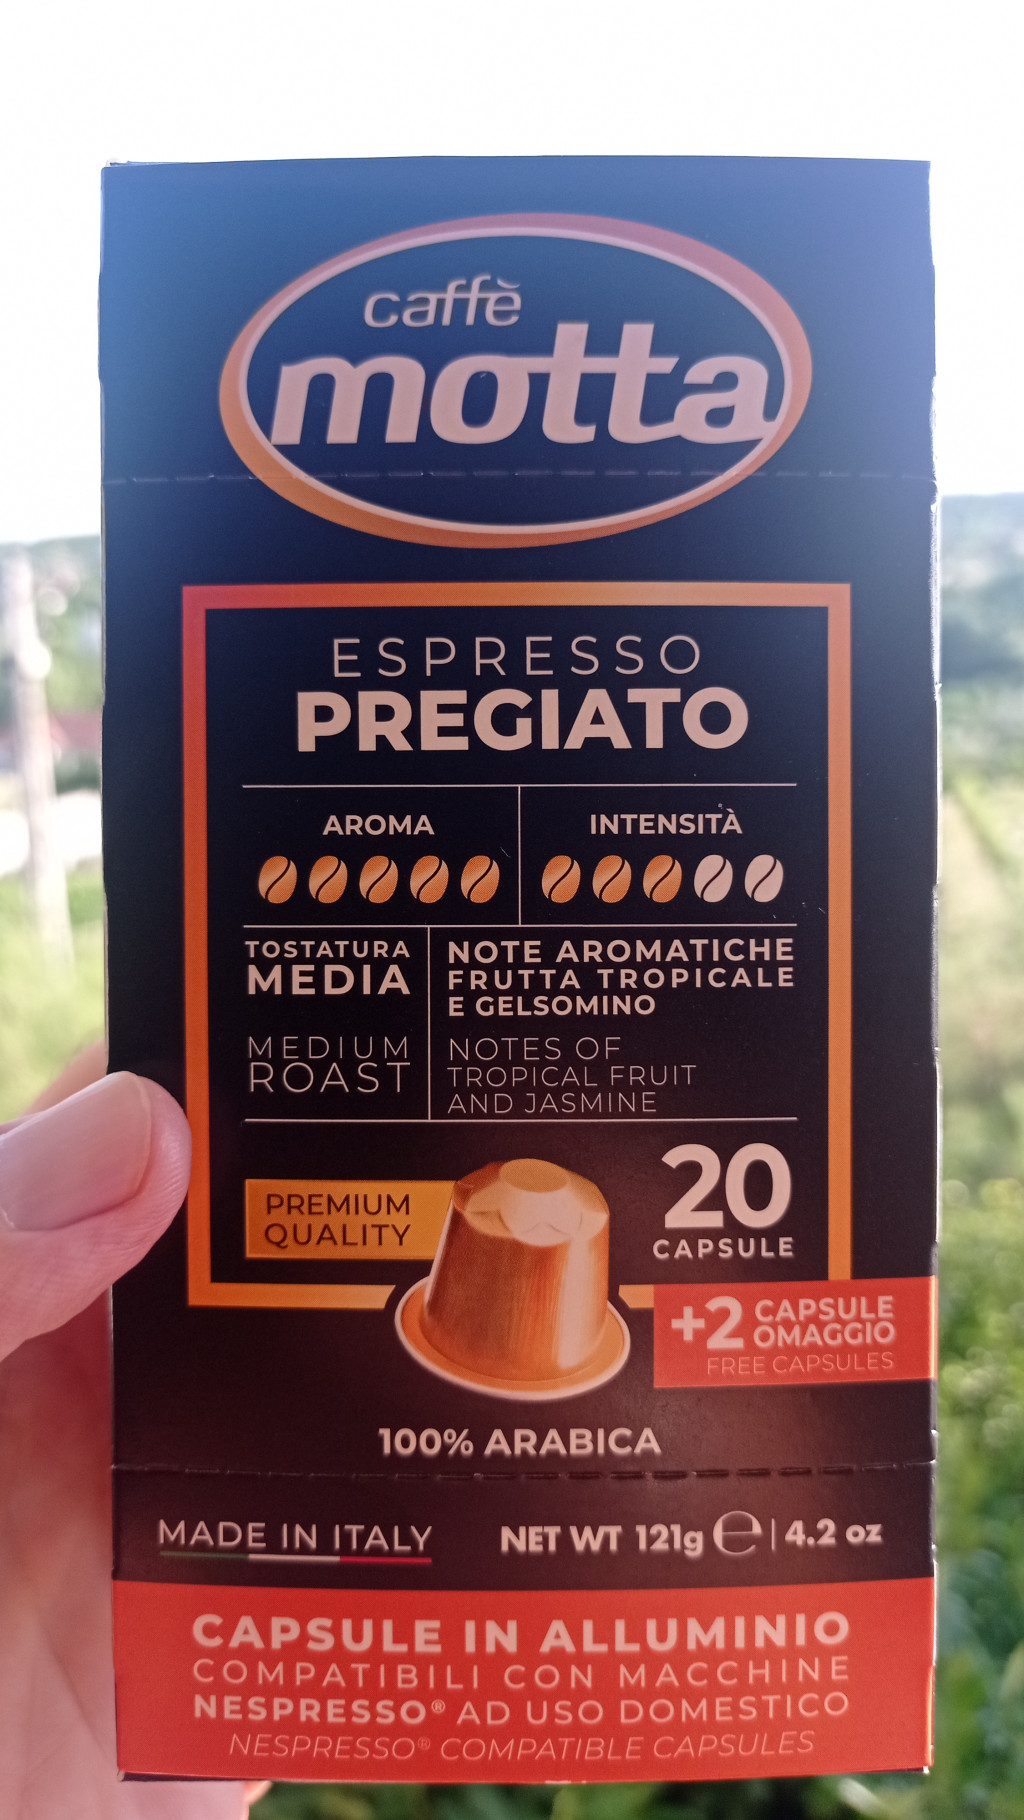 caffè
motta
ESPRESSO
PREGIATO
AROMA
INTENSITÀ
TOSTATURA
MEDIA
MEDIUM
ROAST
NOTE AROMATICHE
FRUTTA TROPICALE
E GELSOMINO
NOTES OF
TROPICAL FRUIT
AND JASMINE
PREMIUM
QUALITY
20
CAPSULE
+2 CAPSULE
OMAGGIO
FREE CAPSULES
100% ARABICA
MADE IN ITALY
NET WT 121g ℮ | 4.2 oz
CAPSULE IN ALLUMINIO
COMPATIBILI CON MACCHINE
NESPRESSO® AD USO DOMESTICO
NESPRESSO® COMPATIBLE CAPSULES